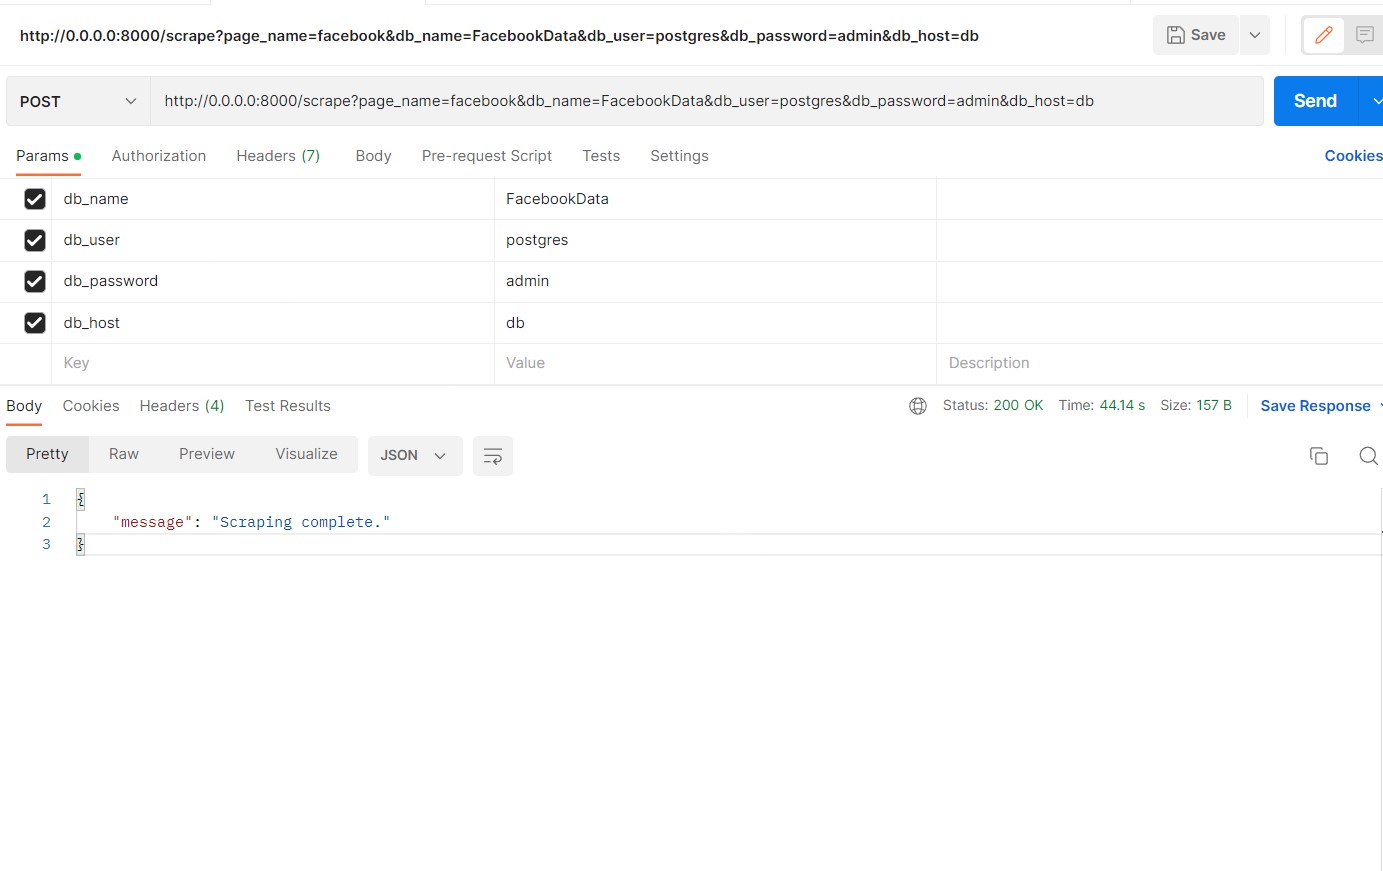 http://0.0.0.0:8000/scrape?page_name=facebook&db_name=FacebookData&db_user=postgres&db_password=admin&db_host=db
Save
POST
http://0.0.0.0:8000/scrape?page_name=facebook&db_name=FacebookData&db_user=postgres&db_password=admin&db_host=db
Send
Params Authorization Headers (7) Body Pre-request Script Tests Settings Cookies
db_name FacebookData
db_user postgres
db_password admin
db_host db
Key Value Description
Body Cookies Headers (4) Test Results Status: 200 OK Time: 44.14 s Size: 157 B Save Response
Pretty Raw Preview Visualize JSON
1 {
2 "message": "Scraping complete."
3 }